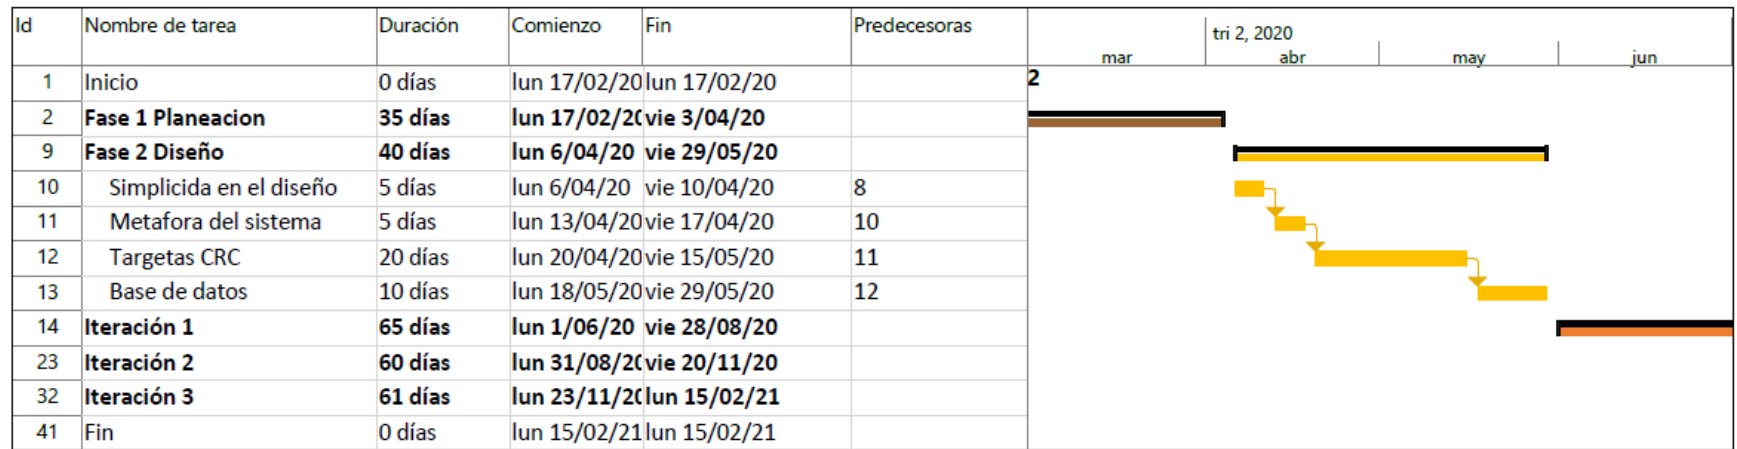 Id Nombre de tarea Duración Comienzo Fin Predecesoras
tri 2, 2020
mar abr may jun
1 Inicio 0 días lun 17/02/20 lun 17/02/20
2
2 Fase 1 Planeacion 35 días lun 17/02/20 vie 3/04/20
9 Fase 2 Diseño 40 días lun 6/04/20 vie 29/05/20
10 Simplicida en el diseño 5 días lun 6/04/20 vie 10/04/20 8
11 Metafora del sistema 5 días lun 13/04/20 vie 17/04/20 10
12 Targetas CRC 20 días lun 20/04/20 vie 15/05/20 11
13 Base de datos 10 días lun 18/05/20 vie 29/05/20 12
14 Iteración 1 65 días lun 1/06/20 vie 28/08/20
23 Iteración 2 60 días lun 31/08/20 vie 20/11/20
32 Iteración 3 61 días lun 23/11/20 lun 15/02/21
41 Fin 0 días lun 15/02/21 lun 15/02/21